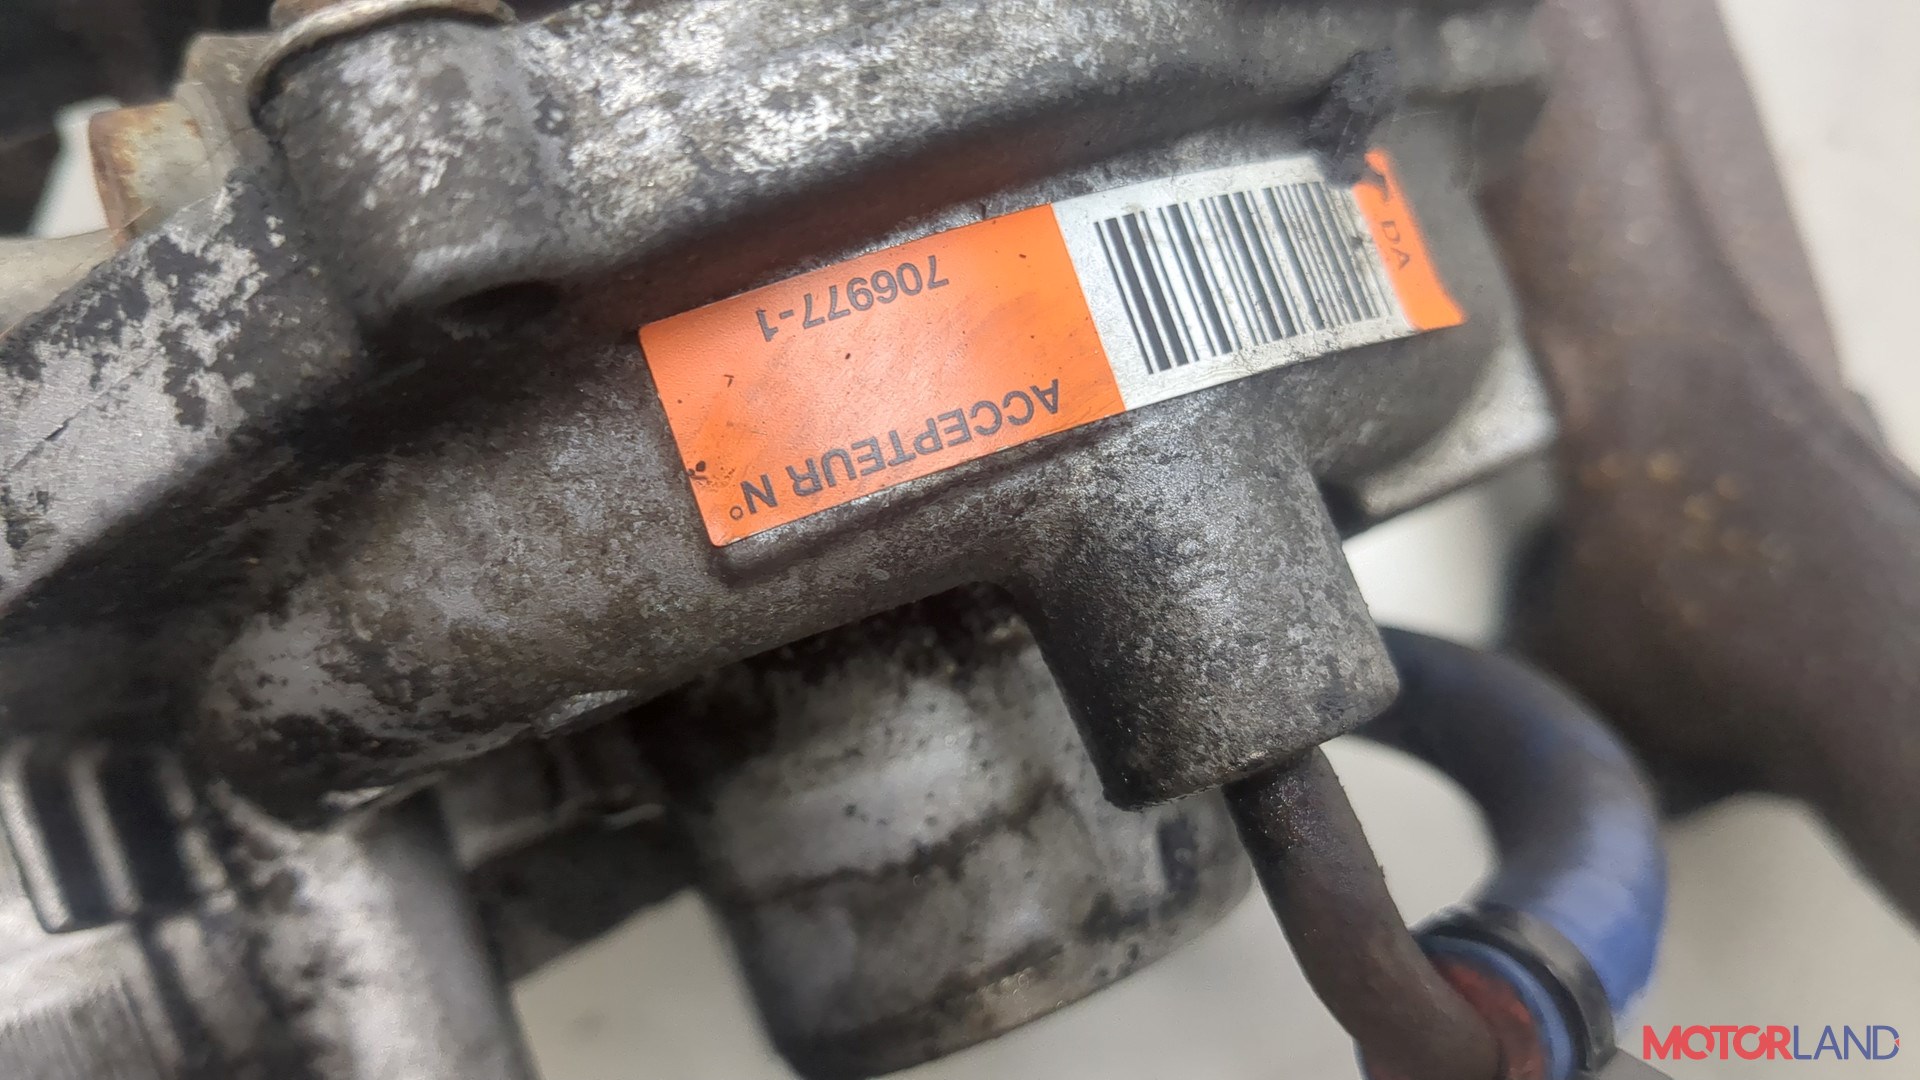 ACCEPTEUR N°
706977-1
DA
MOTORLAND